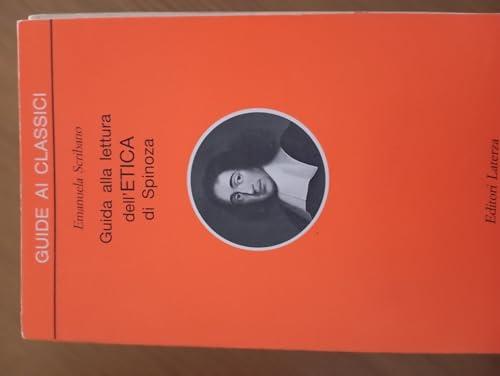 GUIDE AI CLASSICI
Emanuela Scribano
Guida alla lettura
dell'ETICA
di Spinoza
Editori Laterza